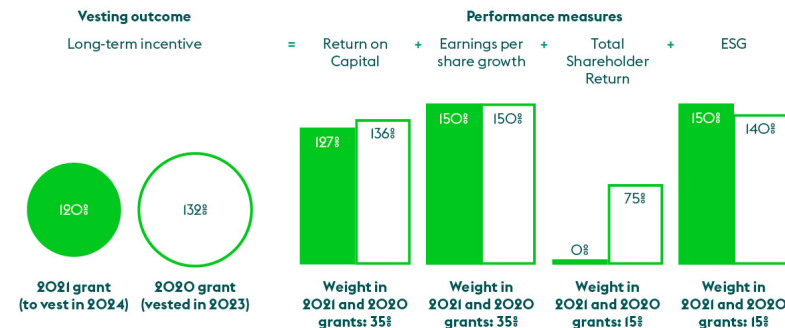 Vesting outcome
Performance measures
Long-term incentive
=
Return on
Capital
+
Earnings per
share growth
+
Total
Shareholder
Return
+
ESG
120%
132%
127%
136%
150%
150%
0%
75%
150%
140%
2021 grant
(to vest in 2024)
2020 grant
(vested in 2023)
Weight in
2021 and 2020
grants: 35%
Weight in
2021 and 2020
grants: 35%
Weight in
2021 and 2020
grants: 15%
Weight in
2021 and 2020
grants: 15%